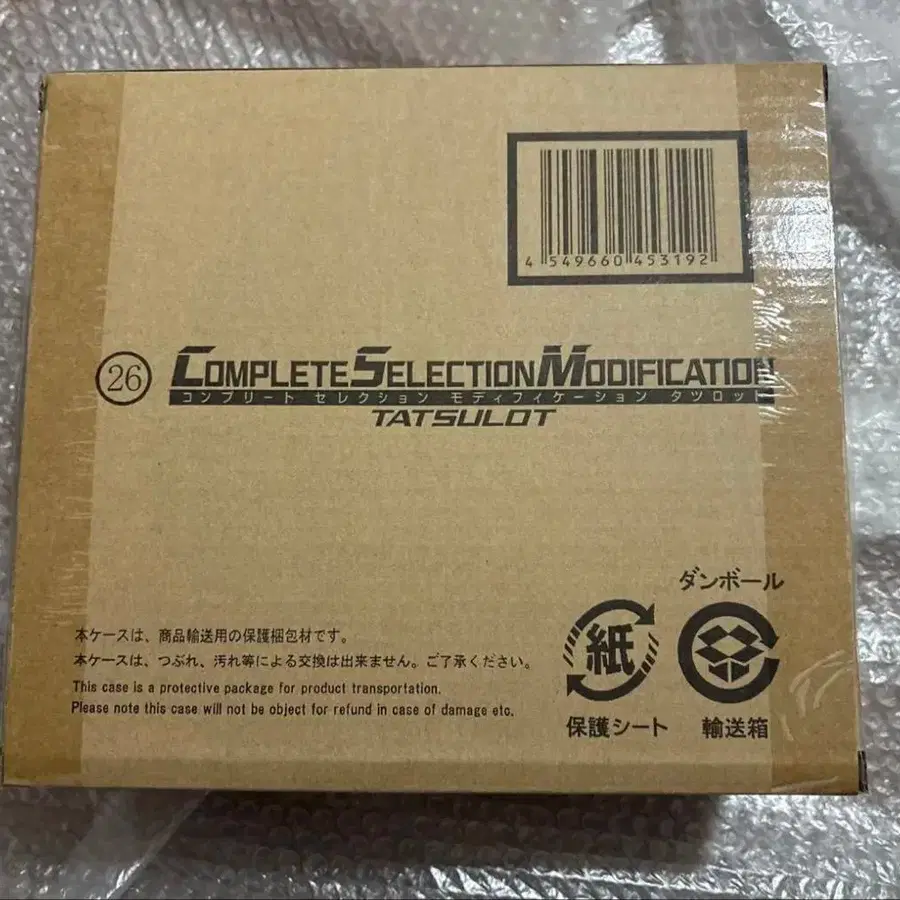 4 549660 453192
26 COMPLETE SELECTION MODIFICATION
コンプリート セレクション モディフィケーション タツロット
TATSULOT
ダンボール
紙
保護シート
輸送箱
本ケースは、商品輸送用の保護梱包材です。
本ケースは、つぶれ、汚れ等による交換は出来ません。ご了承ください。
This case is a protective package for product transportation.
Please note this case will not be object for refund in case of damage etc.